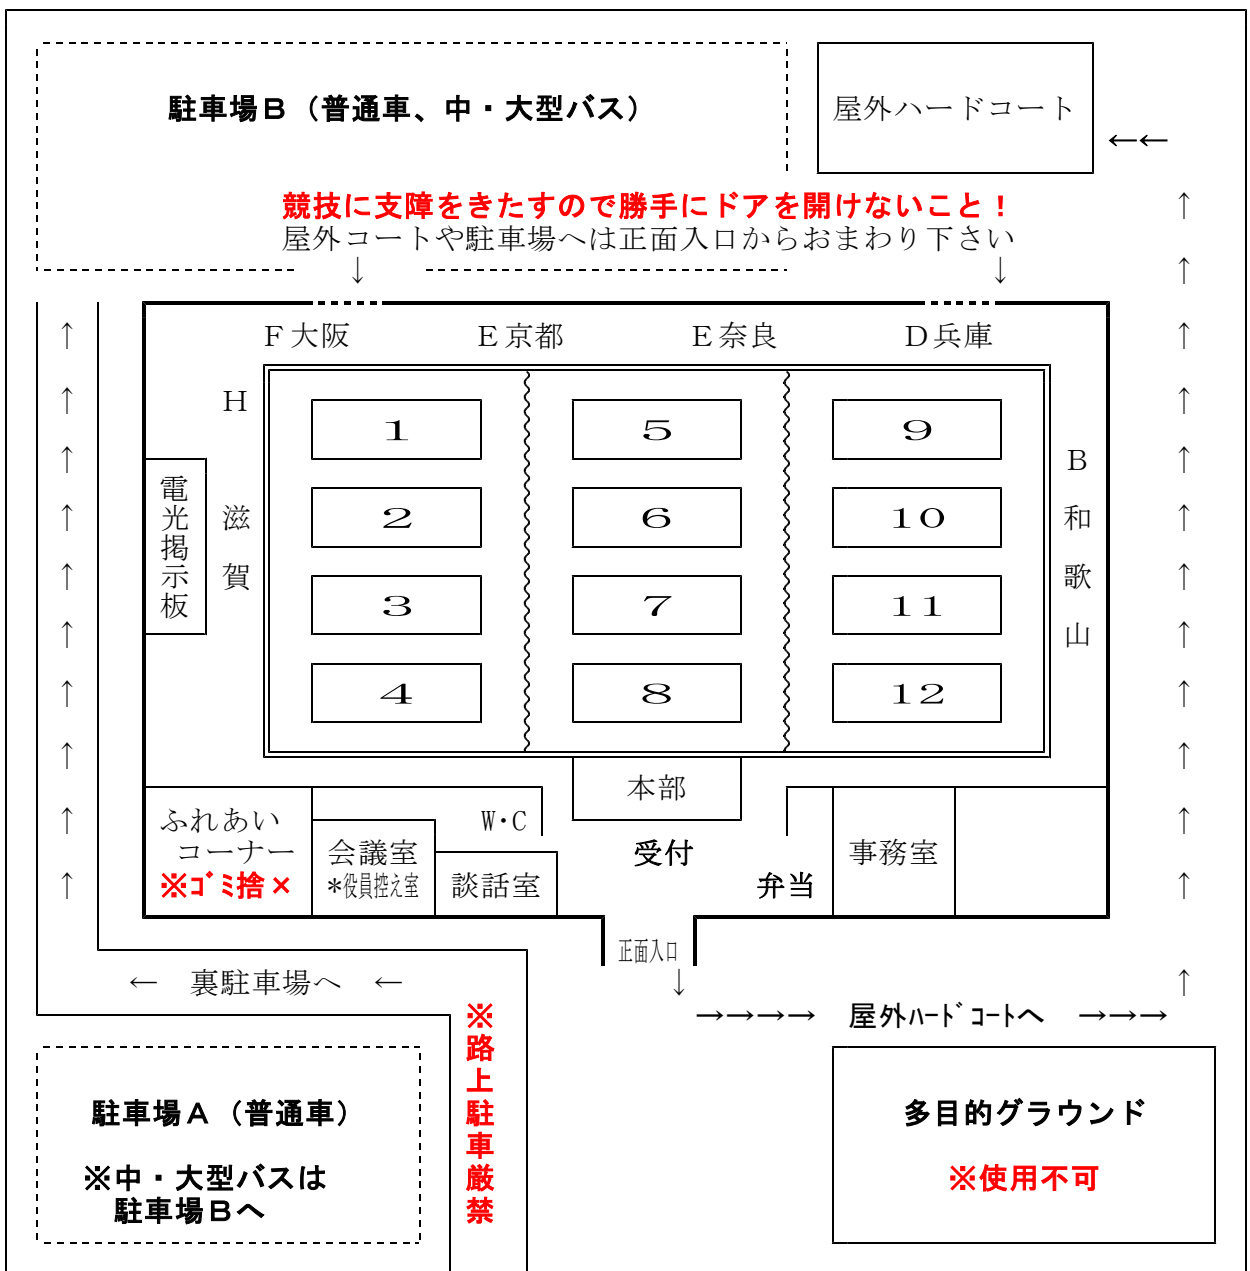 駐車場B（普通車、中・大型バス）
屋外ハードコート
←←
競技に支障をきたすので勝手にドアを開けないこと！
屋外コートや駐車場へは正面入口からおまわり下さい
↓ ↓
F大阪 E京都 E奈良 D兵庫
H滋賀
B和歌山
電光掲示板
1 5 9
2 6 10
3 7 11
4 8 12
本部
ふれあい
コーナー
※ｺﾞﾐ捨×
会議室
*役員控え室
W・C
談話室
受付
弁当
事務室
正面入口
↓
← 裏駐車場へ ←
→→→→ 屋外ﾊｰﾄﾞｺｰﾄへ →→→
※路上駐車厳禁
駐車場A（普通車）
※中・大型バスは
駐車場Bへ
多目的グラウンド
※使用不可